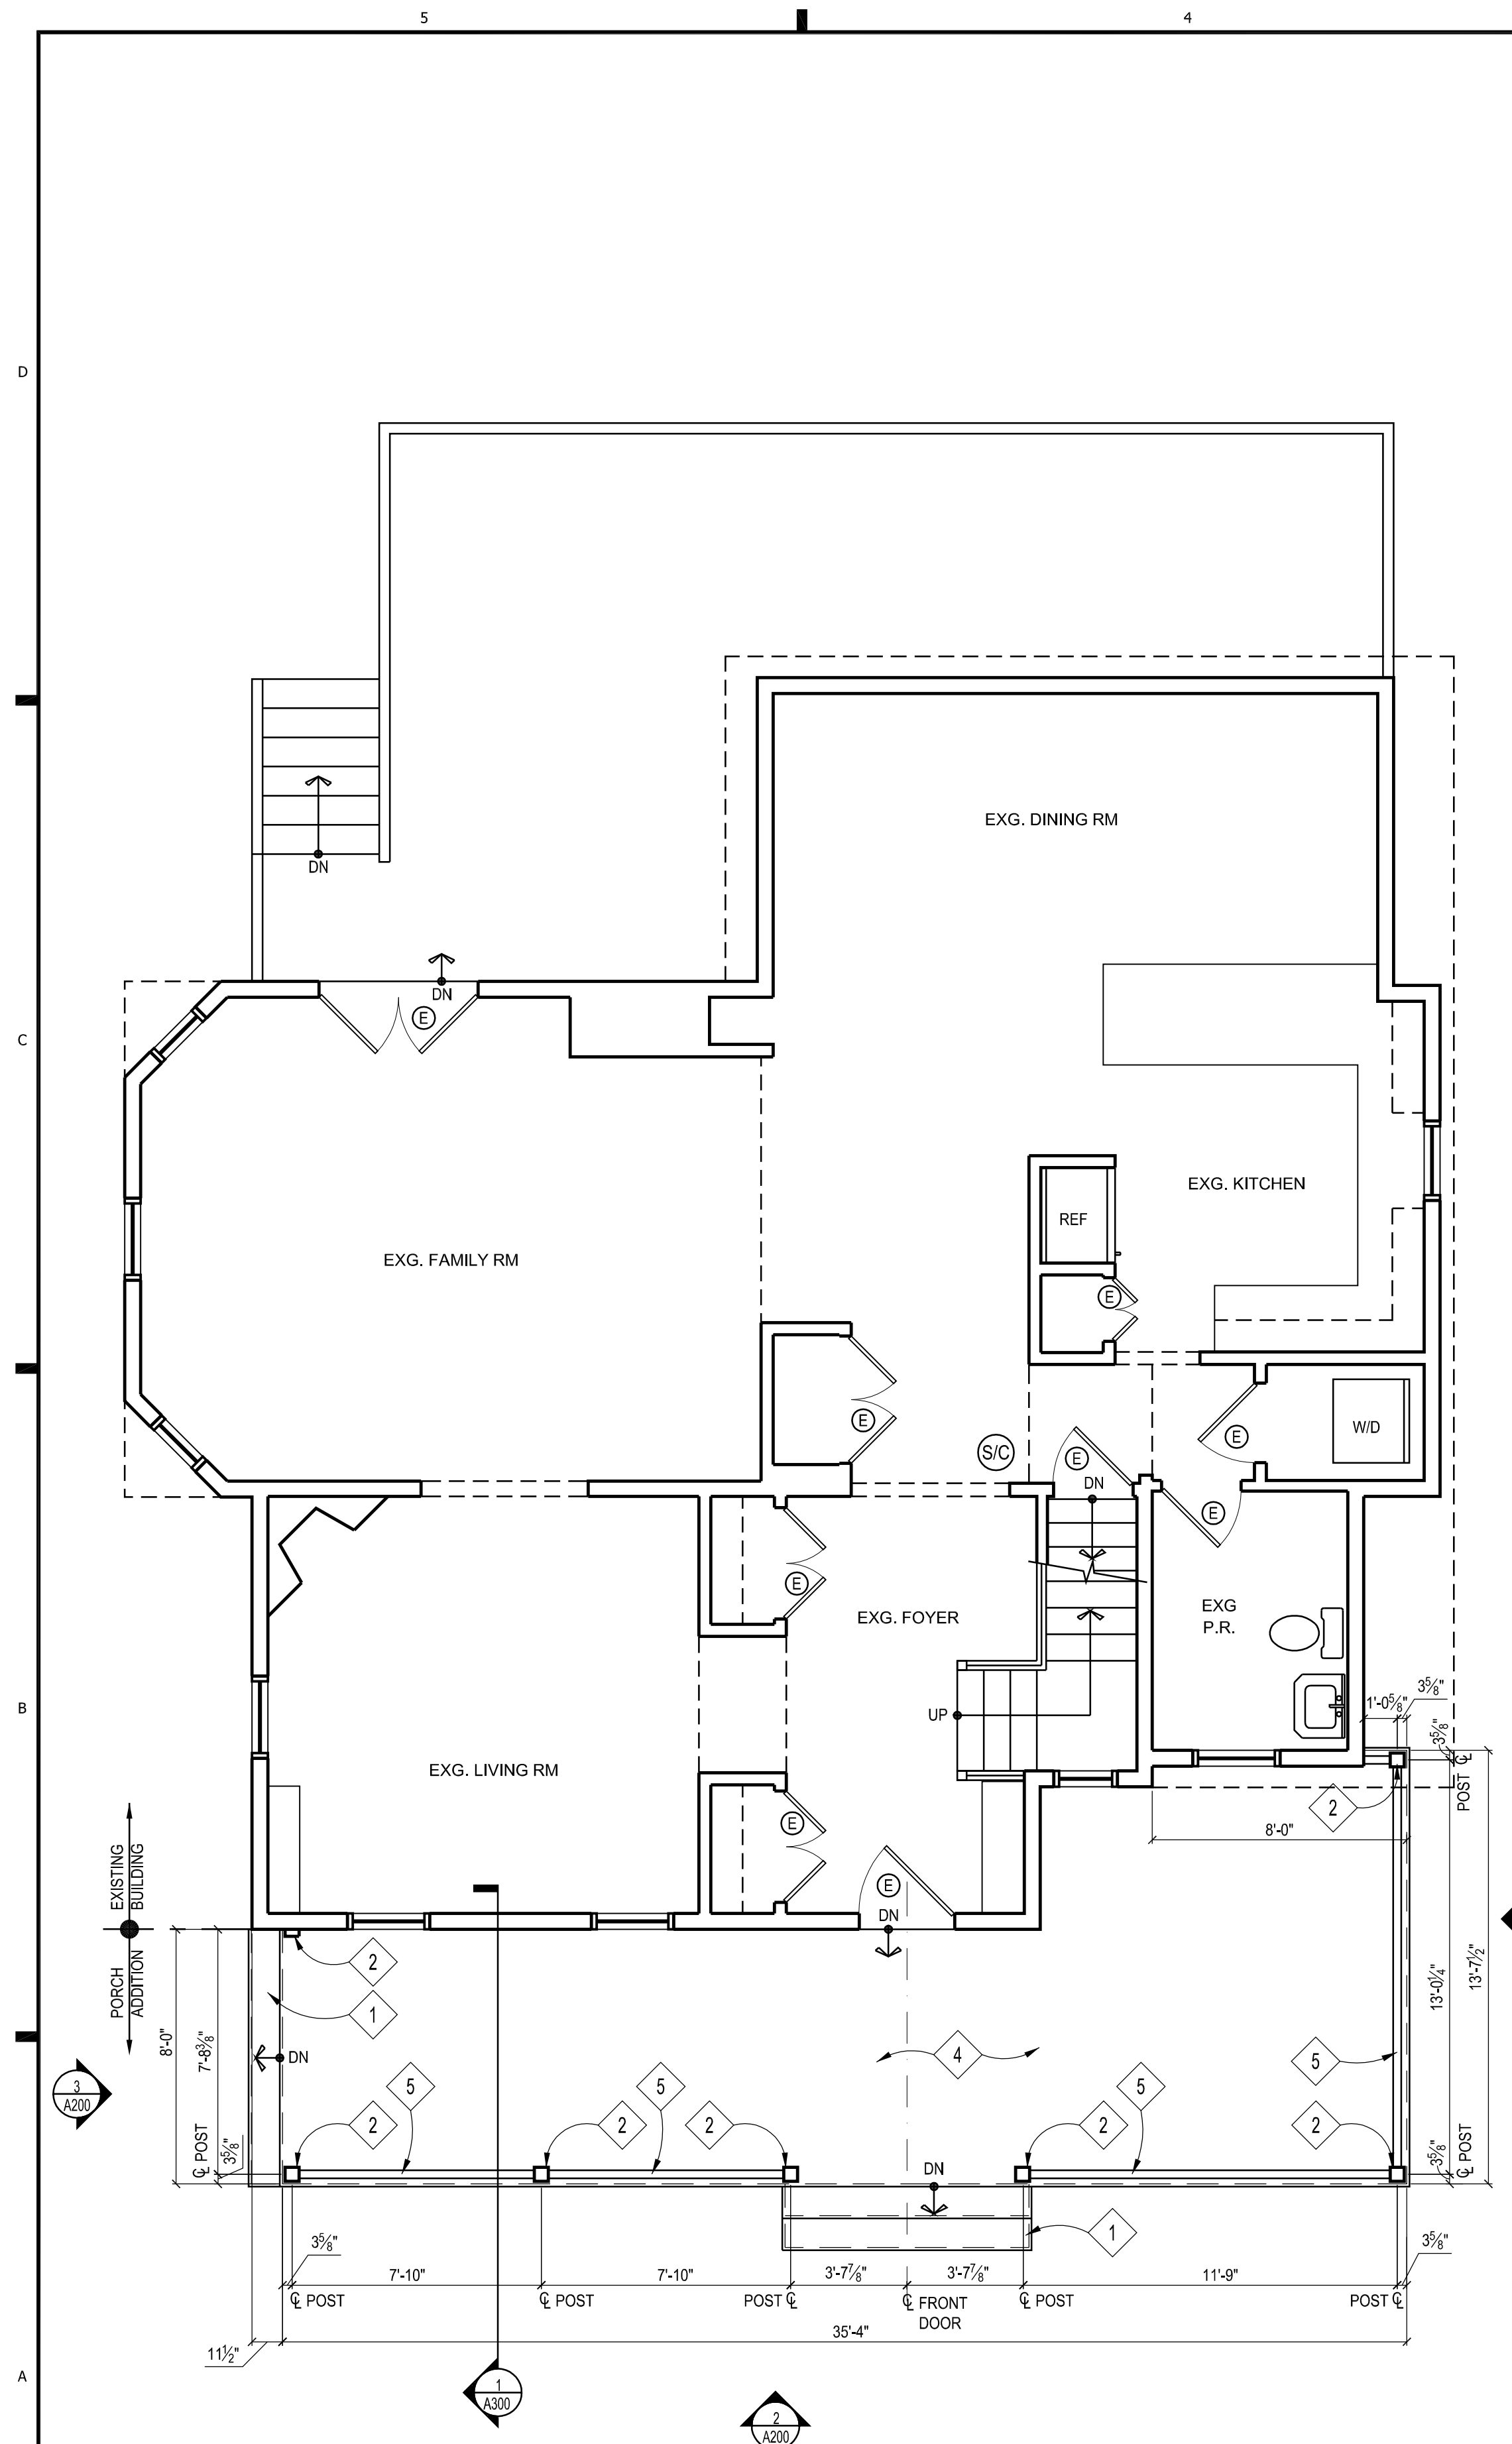 5
4
D
EXG. DINING RM
DN
DN
E
C
EXG. KITCHEN
REF
EXG. FAMILY RM
E
E
S/C
E
DN
E
W/D
E
E
EXG. FOYER
EXG
P.R.
B
UP
1'-0⅝"
3⅝"
3⅝"
POST ℄
EXG. LIVING RM
E
2
8'-0"
EXISTING
BUILDING
E
DN
PORCH
ADDITION
2
1
8'-0"
7'-8⅜"
DN
4
5
13'-0¼"
13'-7½"
3
A200
5
5
5
2
2
2
2
2
℄ POST
3⅝"
3⅝"
℄ POST
DN
1
3⅝"
3⅝"
7'-10"
7'-10"
3'-7⅞"
3'-7⅞"
11'-9"
℄ POST
℄ POST
POST ℄
℄ FRONT
DOOR
℄ POST
POST ℄
35'-4"
11½"
A
1
A300
2
A200